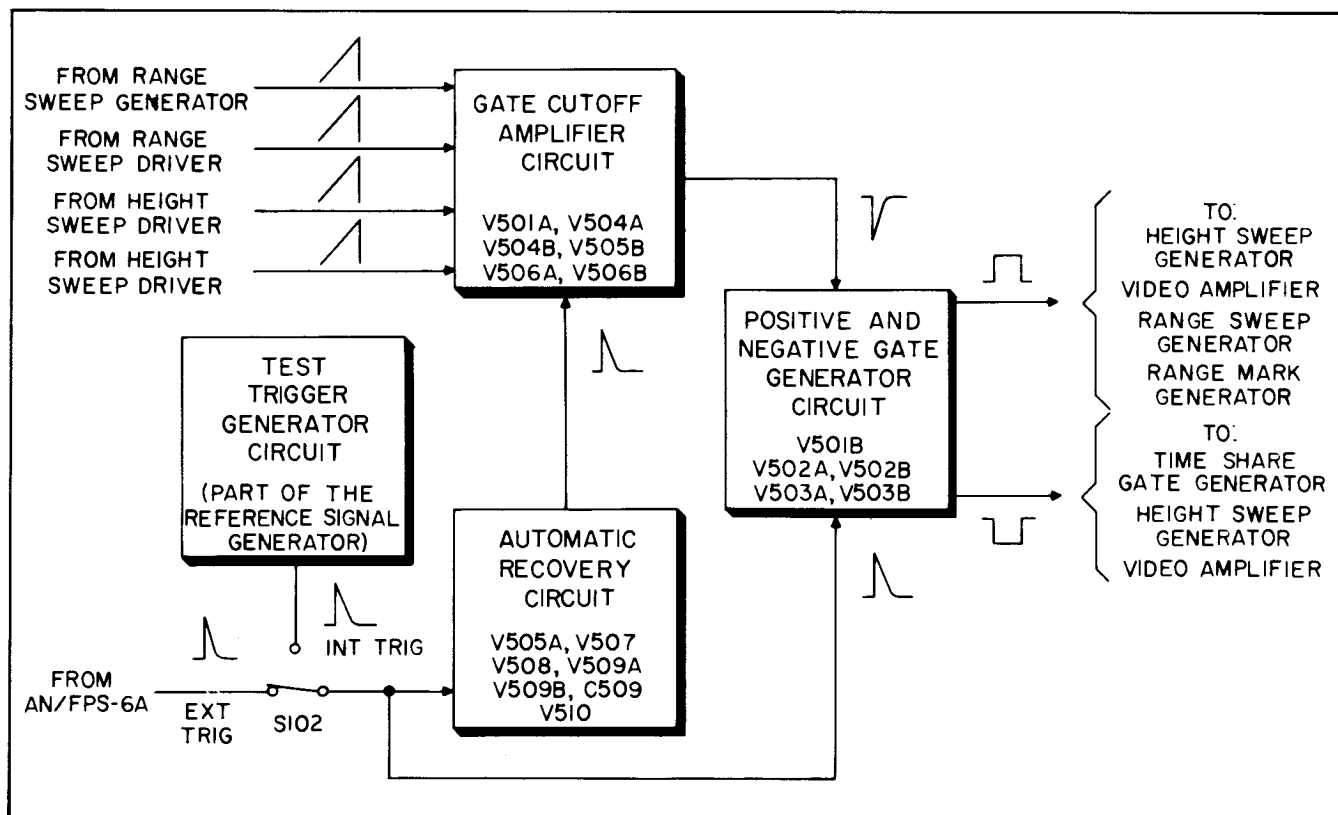 FROM RANGE
SWEEP GENERATOR
FROM RANGE
SWEEP DRIVER
FROM HEIGHT
SWEEP DRIVER
FROM HEIGHT
SWEEP DRIVER
GATE CUTOFF
AMPLIFIER
CIRCUIT
V501A, V504A
V504B, V505B
V506A, V506B
TEST
TRIGGER
GENERATOR
CIRCUIT
(PART OF THE
REFERENCE SIGNAL
GENERATOR)
INT TRIG
FROM
AN/FPS-6A
EXT
TRIG
S102
AUTOMATIC
RECOVERY
CIRCUIT
V505A, V507
V508, V509A
V509B, C509
V510
POSITIVE AND
NEGATIVE GATE
GENERATOR
CIRCUIT
V501B
V502A, V502B
V503A, V503B
TO:
HEIGHT SWEEP
GENERATOR
VIDEO AMPLIFIER
RANGE SWEEP
GENERATOR
RANGE MARK
GENERATOR
TO:
TIME SHARE
GATE GENERATOR
HEIGHT SWEEP
GENERATOR
VIDEO AMPLIFIER